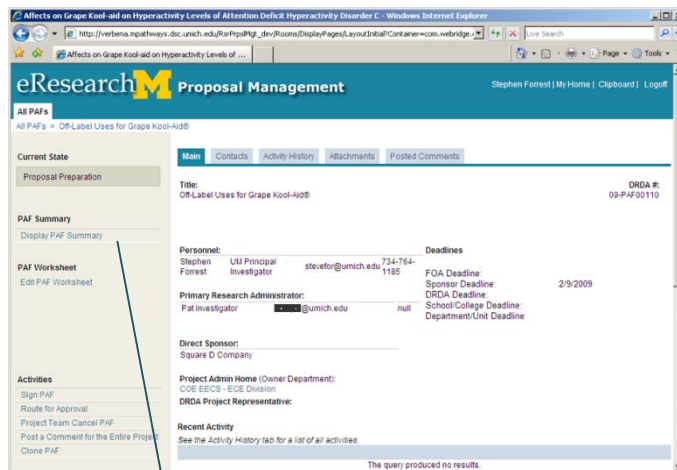 Affects on Grape Kool-aid on Hyperactivity Levels of Attention Deficit Hyperactivity Disorder C - Windows Internet Explorer
http://verbena.mpathways.dsc.umich.edu/RsrPrpslMgt_dev/Rooms/DisplayPages/LayoutInitial?Container=com.webridge.
Live Search
Affects on Grape Kool-aid on Hyperactivity Levels of ...
Page
Tools
eResearchM Proposal Management
Stephen Forrest | My Home | Clipboard | Logoff
All PAFs
All PAFs > Off-Label Uses for Grape Kool-Aid®
Current State
Proposal Preparation
PAF Summary
Display PAF Summary
PAF Worksheet
Edit PAF Worksheet
Activities
Sign PAF
Route for Approval
Project Team Cancel PAF
Post a Comment for the Entire Project
Clone PAF
Main Contacts Activity History Attachments Posted Comments
Title: DRDA #:
Off-Label Uses for Grape Kool-Aid® 09-PAF00110
Personnel:
Stephen Forrest UM Principal Investigator stevefor@umich.edu 734-764-1185
Primary Research Administrator:
Pat Investigator @umich.edu null
Deadlines
FOA Deadline:
Sponsor Deadline: 2/9/2009
DRDA Deadline:
School/College Deadline:
Department/Unit Deadline:
Direct Sponsor:
Square D Company
Project Admin Home (Owner Department):
COE EECS - ECE Division
DRDA Project Representative:
Recent Activity
See the Activity History tab for a list of all activities.
The query produced no results.